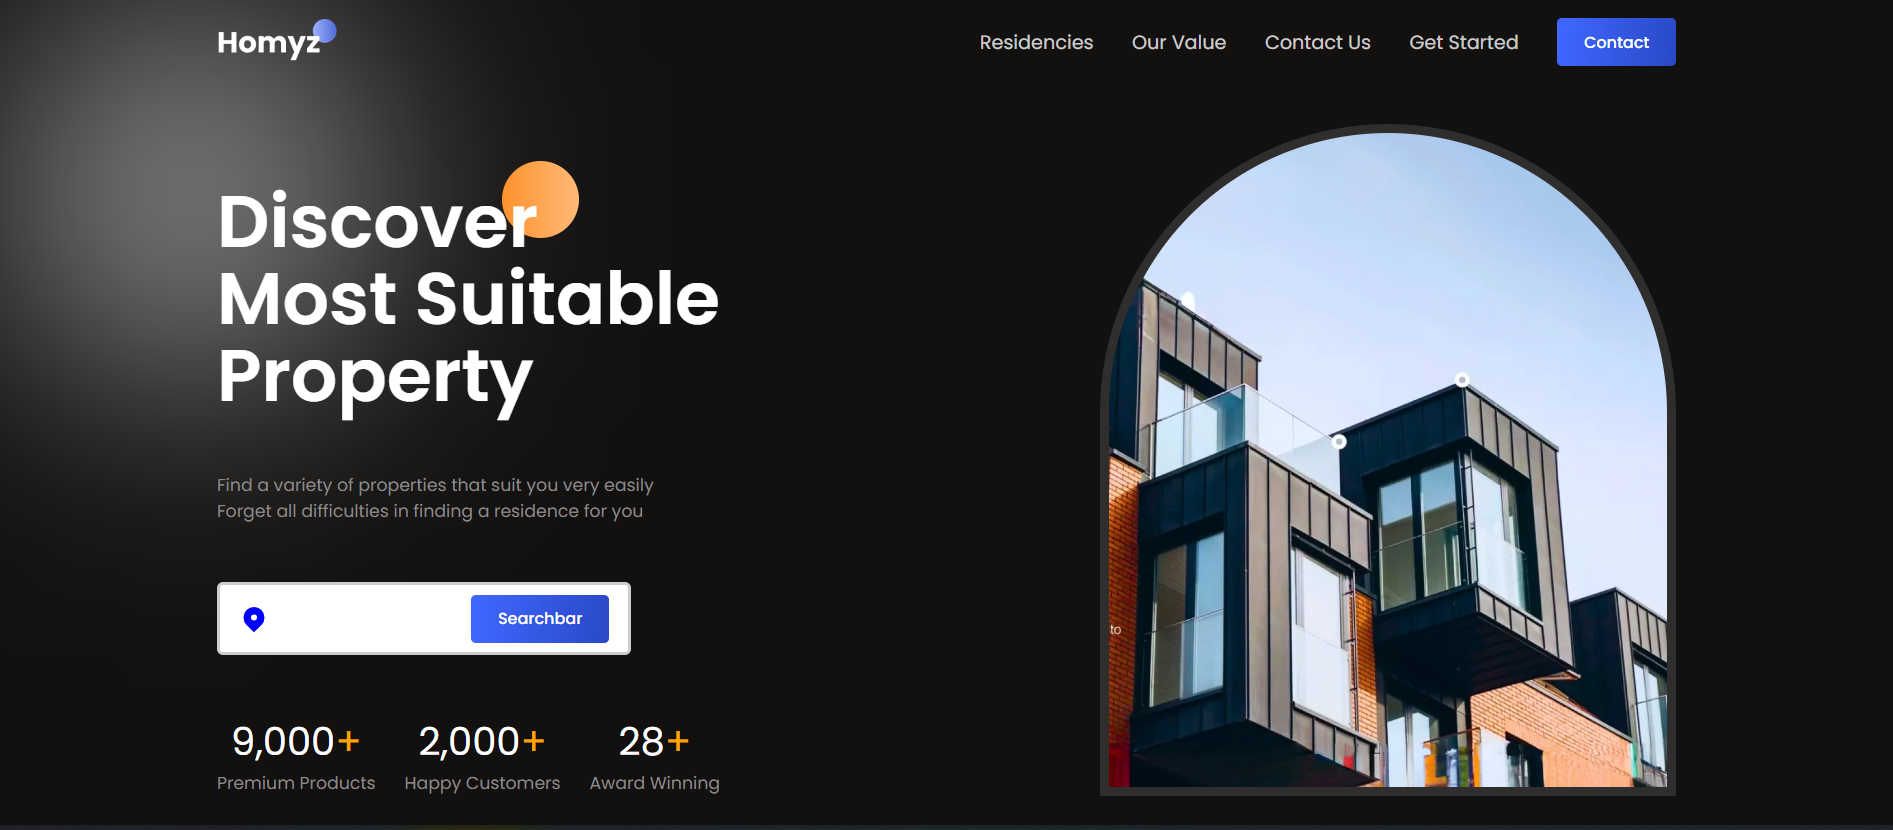 Homyz
Residencies
Our Value
Contact Us
Get Started
Contact
Discover
Most Suitable
Property
Find a variety of properties that suit you very easily
Forget all difficulties in finding a residence for you
Searchbar
9,000+
Premium Products
2,000+
Happy Customers
28+
Award Winning
to